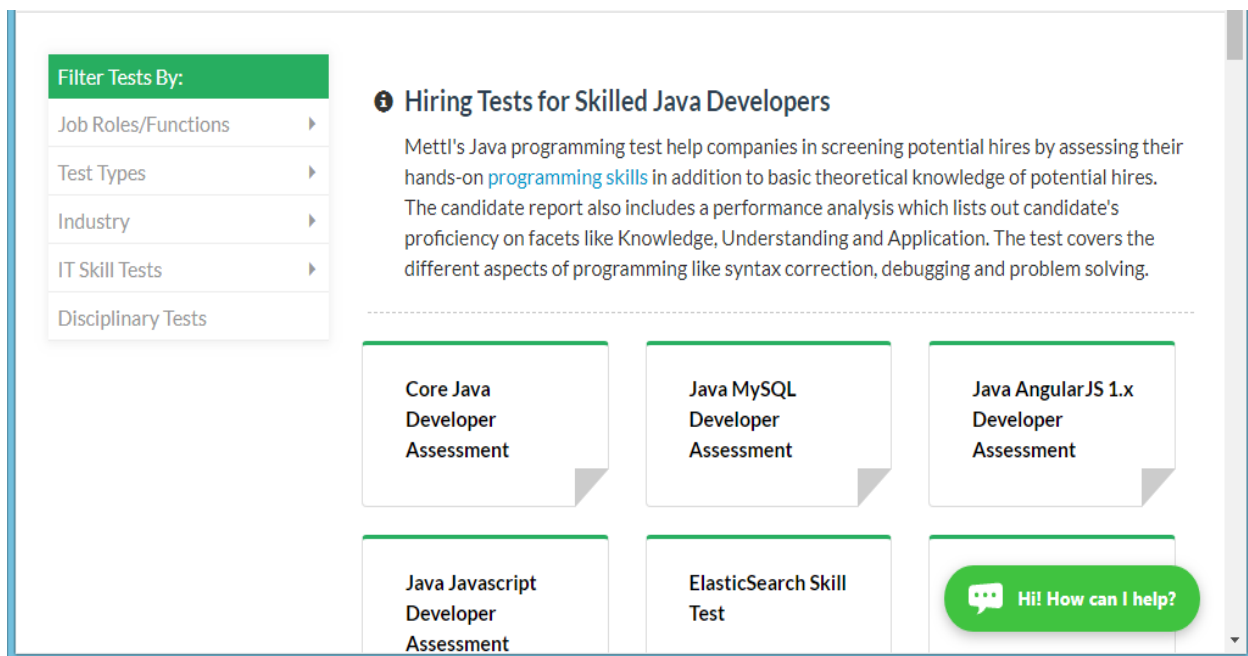 Filter Tests By:
Job Roles/Functions
Test Types
Industry
IT Skill Tests
Disciplinary Tests
Hiring Tests for Skilled Java Developers
Mettl's Java programming test help companies in screening potential hires by assessing their
hands-on programming skills in addition to basic theoretical knowledge of potential hires.
The candidate report also includes a performance analysis which lists out candidate's
proficiency on facets like Knowledge, Understanding and Application. The test covers the
different aspects of programming like syntax correction, debugging and problem solving.
Core Java
Developer
Assessment
Java MySQL
Developer
Assessment
Java AngularJS 1.x
Developer
Assessment
Java Javascript
Developer
Assessment
ElasticSearch Skill
Test
Hi! How can I help?